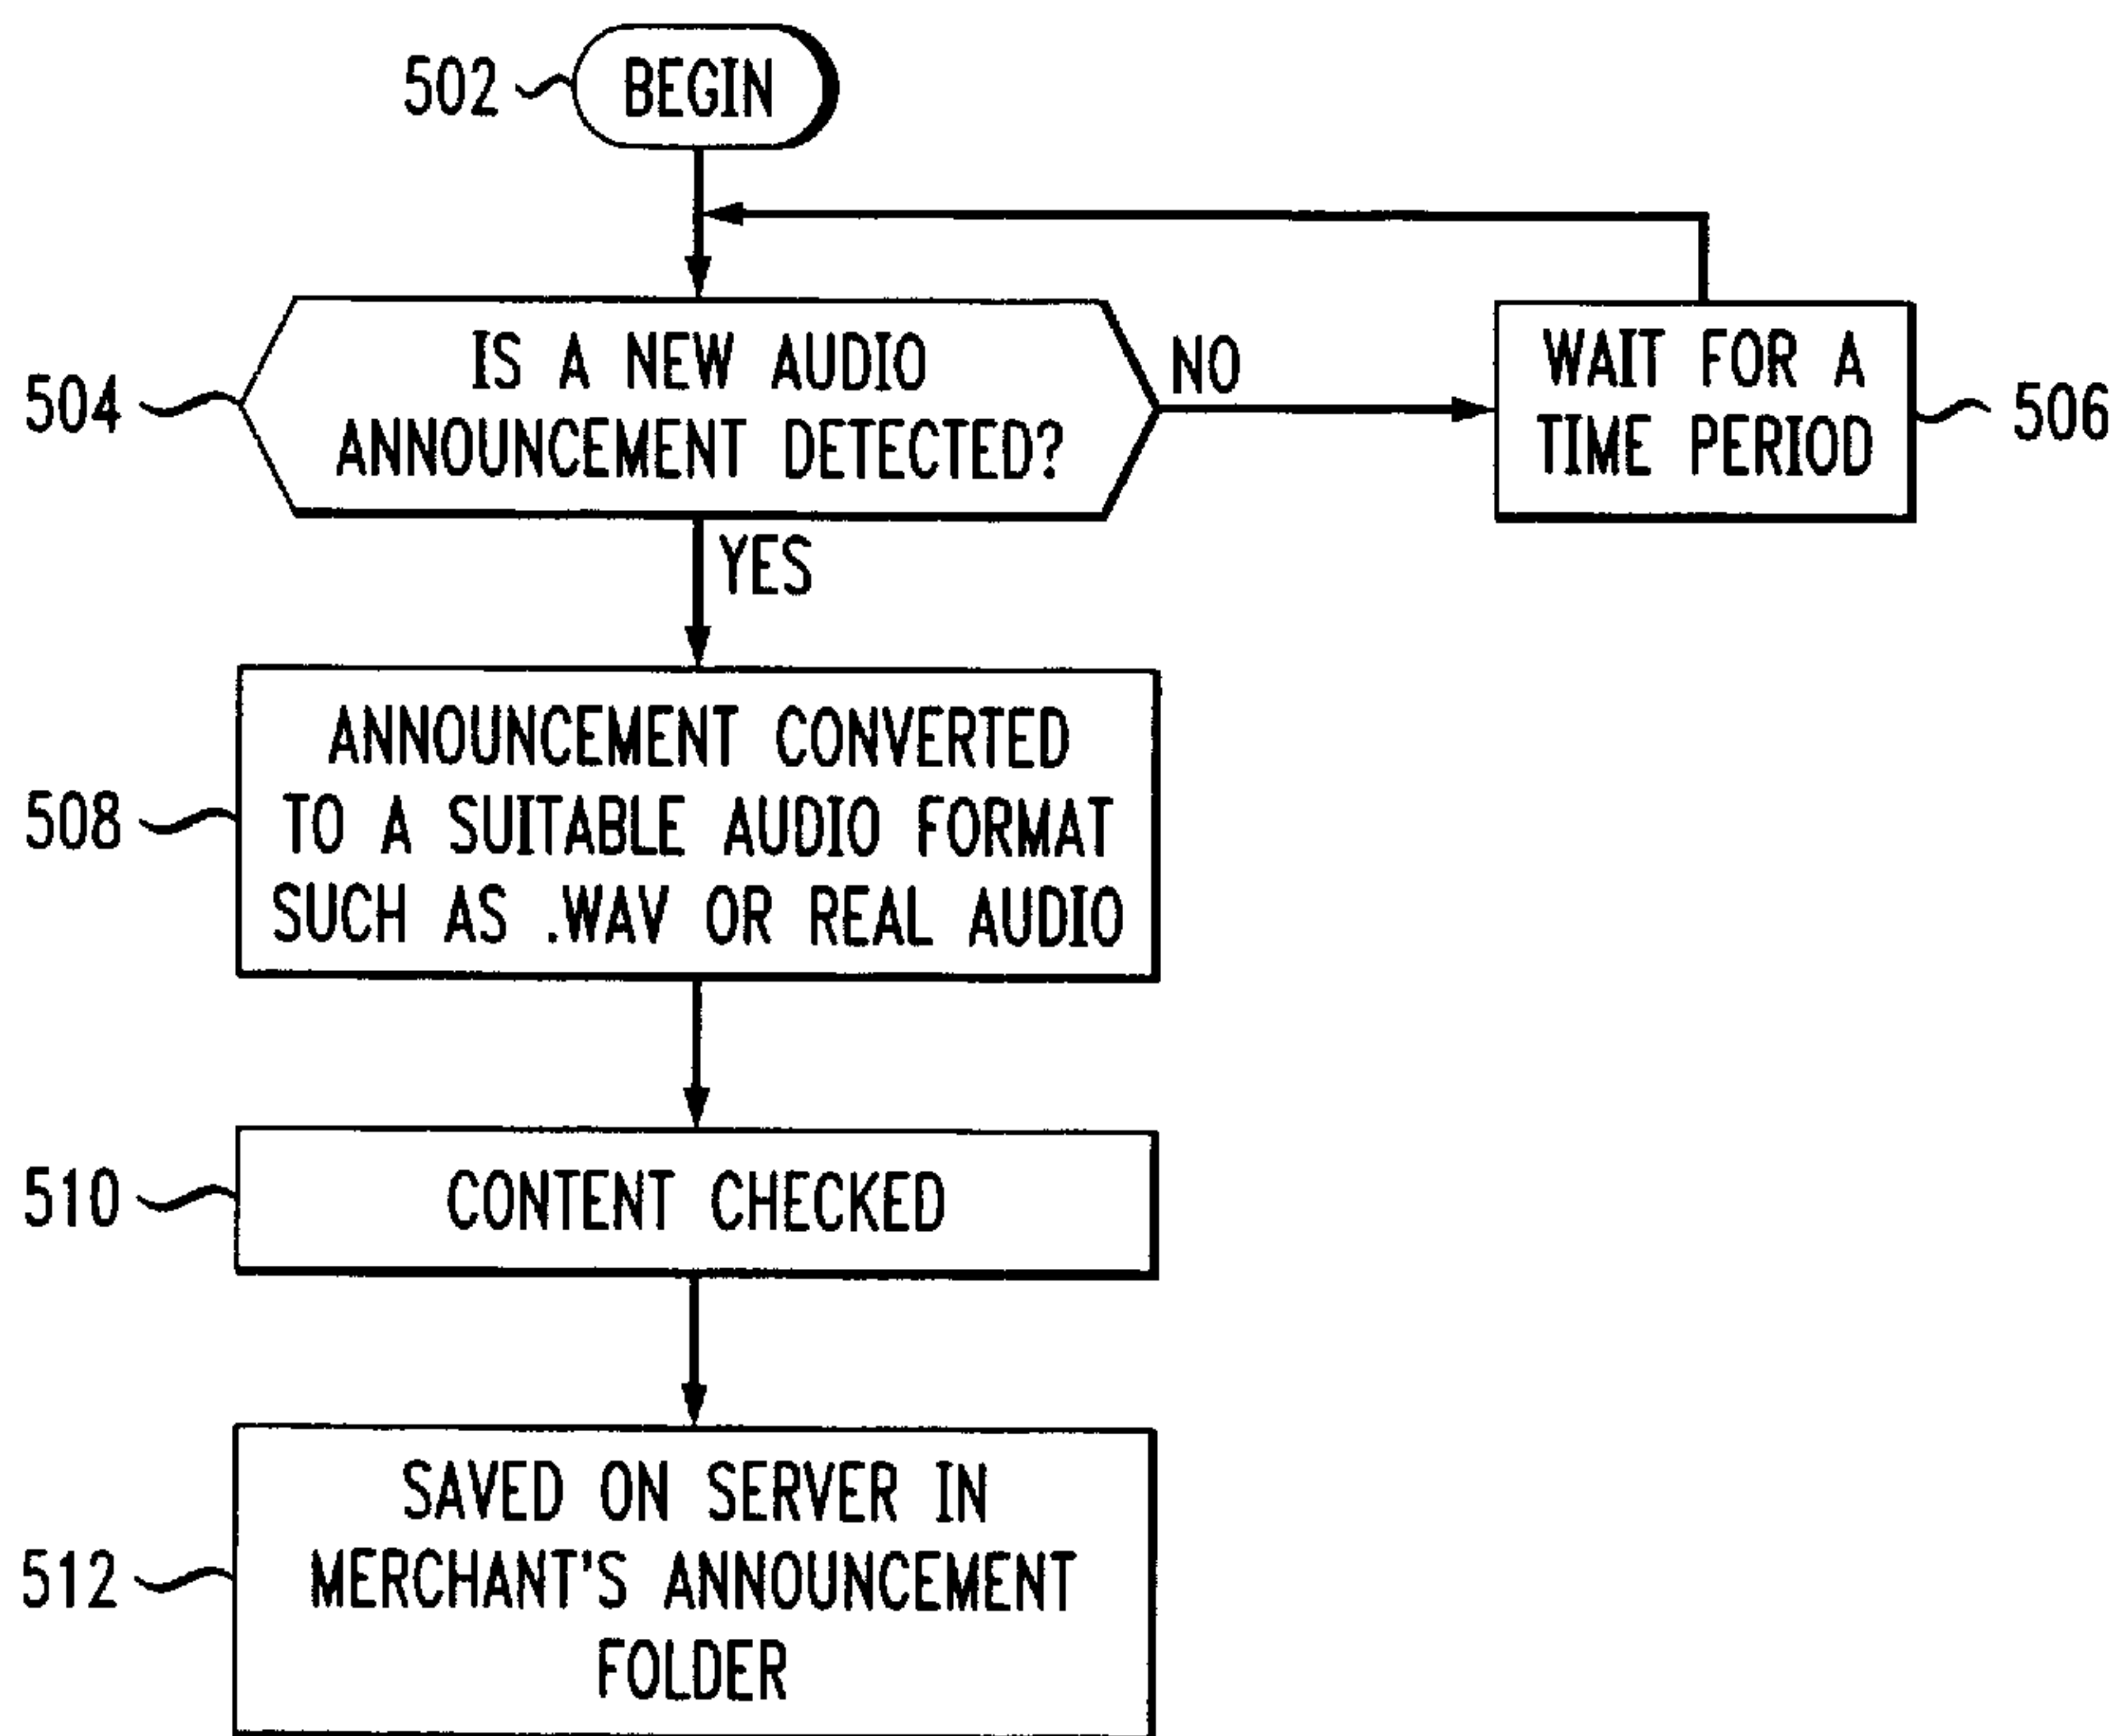 502
BEGIN
504
IS A NEW AUDIO
ANNOUNCEMENT DETECTED?
NO
WAIT FOR A
TIME PERIOD
506
YES
508
ANNOUNCEMENT CONVERTED
TO A SUITABLE AUDIO FORMAT
SUCH AS .WAV OR REAL AUDIO
510
CONTENT CHECKED
512
SAVED ON SERVER IN
MERCHANT'S ANNOUNCEMENT
FOLDER